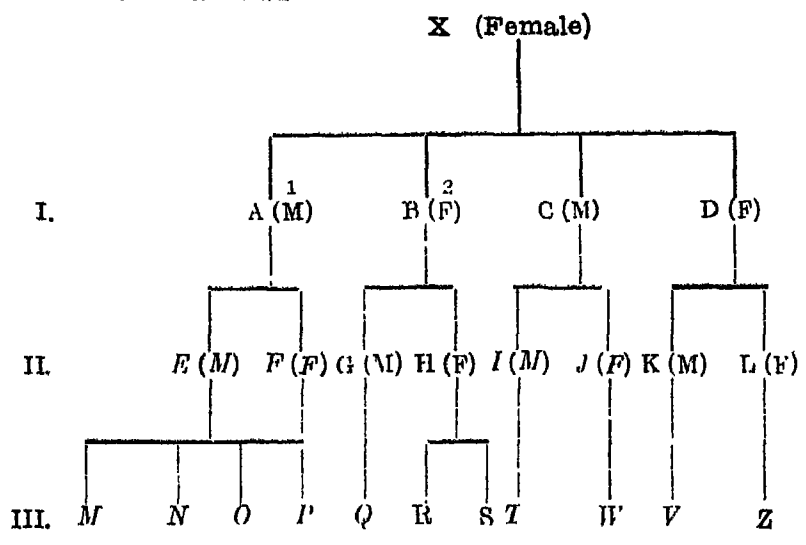 X (Female)
1 2
I. A (M) B (F) C (M) D (F)
II. E (M) F (F) G (M) H (F) I (M) J (F) K (M) L (F)
III. M N O P Q R S T W V Z